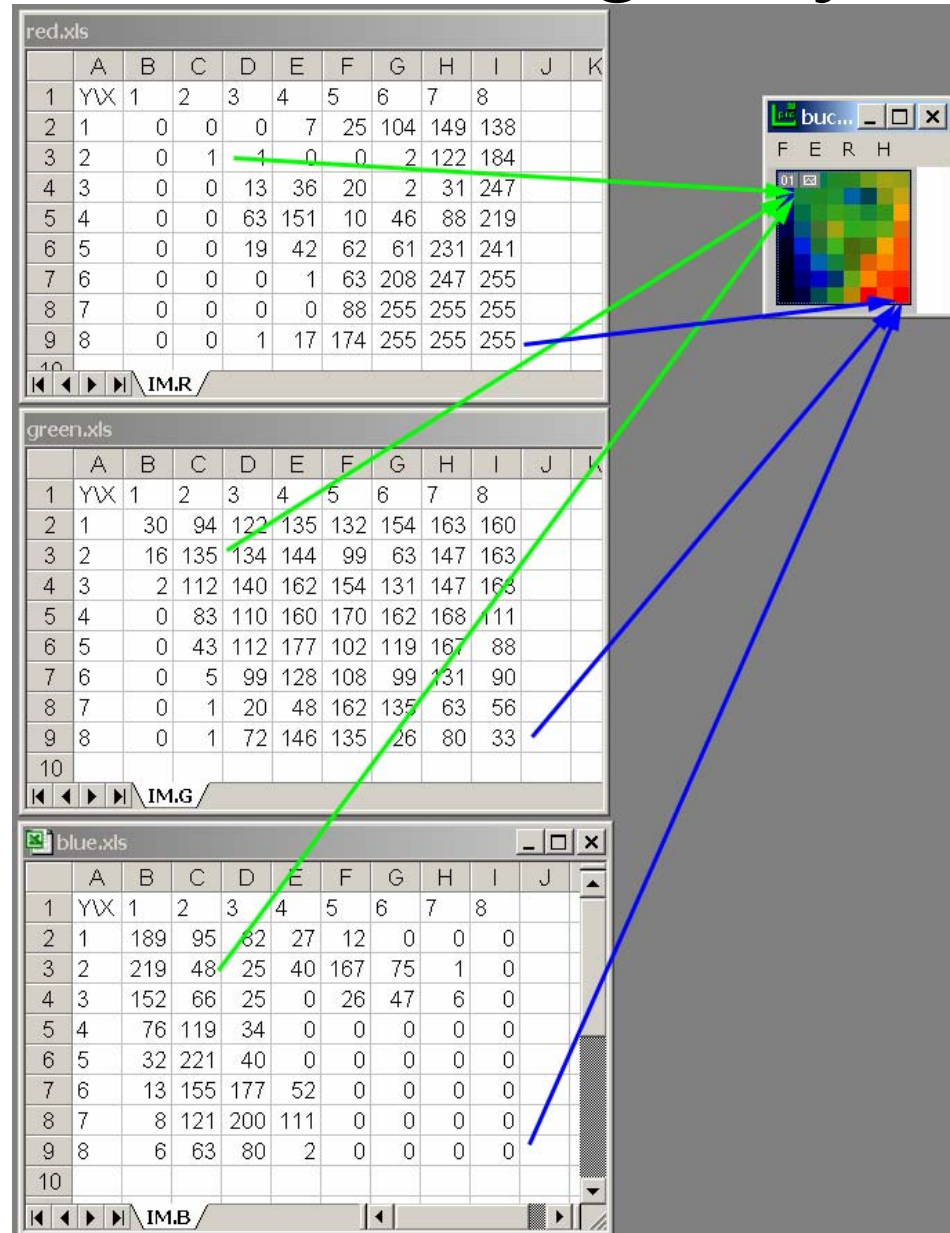 red.xls
A B C D E F G H I J K
1 Y\X 1 2 3 4 5 6 7 8
2 1 0 0 0 7 25 104 149 138
3 2 0 1 1 0 0 2 122 184
4 3 0 0 13 36 20 2 31 247
5 4 0 0 63 151 10 46 88 219
6 5 0 0 19 42 62 61 231 241
7 6 0 0 0 1 63 208 247 255
8 7 0 0 0 0 88 255 255 255
9 8 0 0 1 17 174 255 255 255
10
IM.R
buc...
F E R H
01
green.xls
A B C D E F G H I J K
1 Y\X 1 2 3 4 5 6 7 8
2 1 30 94 122 135 132 154 163 160
3 2 16 135 134 144 99 63 147 163
4 3 2 112 140 162 154 131 147 163
5 4 0 83 110 160 170 162 168 111
6 5 0 43 112 177 102 119 167 88
7 6 0 5 99 128 108 99 131 90
8 7 0 1 20 48 162 135 63 56
9 8 0 1 72 146 135 26 80 33
10
IM.G
blue.xls
A B C D E F G H I J
1 Y\X 1 2 3 4 5 6 7 8
2 1 189 95 82 27 12 0 0 0
3 2 219 48 25 40 167 75 1 0
4 3 152 66 25 0 26 47 6 0
5 4 76 119 34 0 0 0 0 0
6 5 32 221 40 0 0 0 0 0
7 6 13 155 177 52 0 0 0 0
8 7 8 121 200 111 0 0 0 0
9 8 6 63 80 2 0 0 0 0
10
IM.B